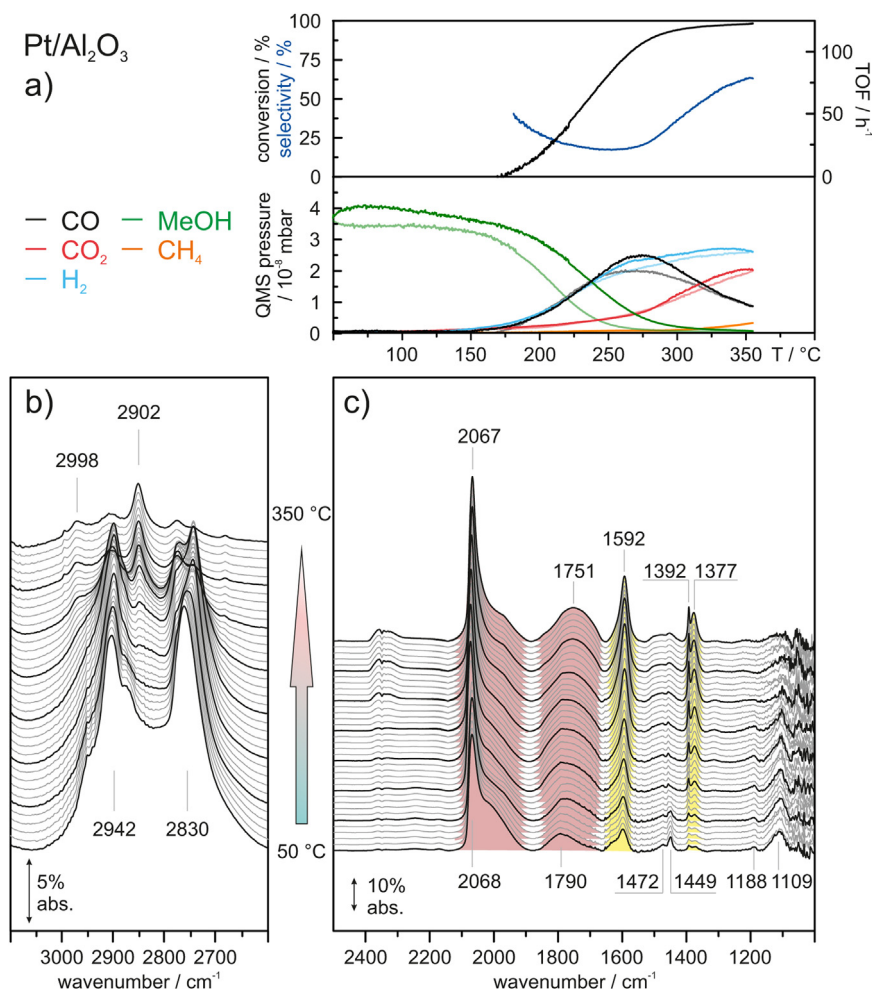 Pt/Al₂O₃
a)
conversion / %
selectivity / %
100
75
50
25
0
100
50
0
TOF / h⁻¹
CO
MeOH
CO₂
CH₄
H₂
QMS pressure
/ 10⁻⁸ mbar
4
3
2
1
0
100 150 200 250 300 350 T / °C
b)
2902
2998
2942 2830
5%
abs.
3000 2900 2800 2700
wavenumber / cm⁻¹
350 °C
50 °C
c)
2067
1592
1751 1392 1377
2068 1790 1472 1449 1188 1109
10%
abs.
2400 2200 2000 1800 1600 1400 1200
wavenumber / cm⁻¹